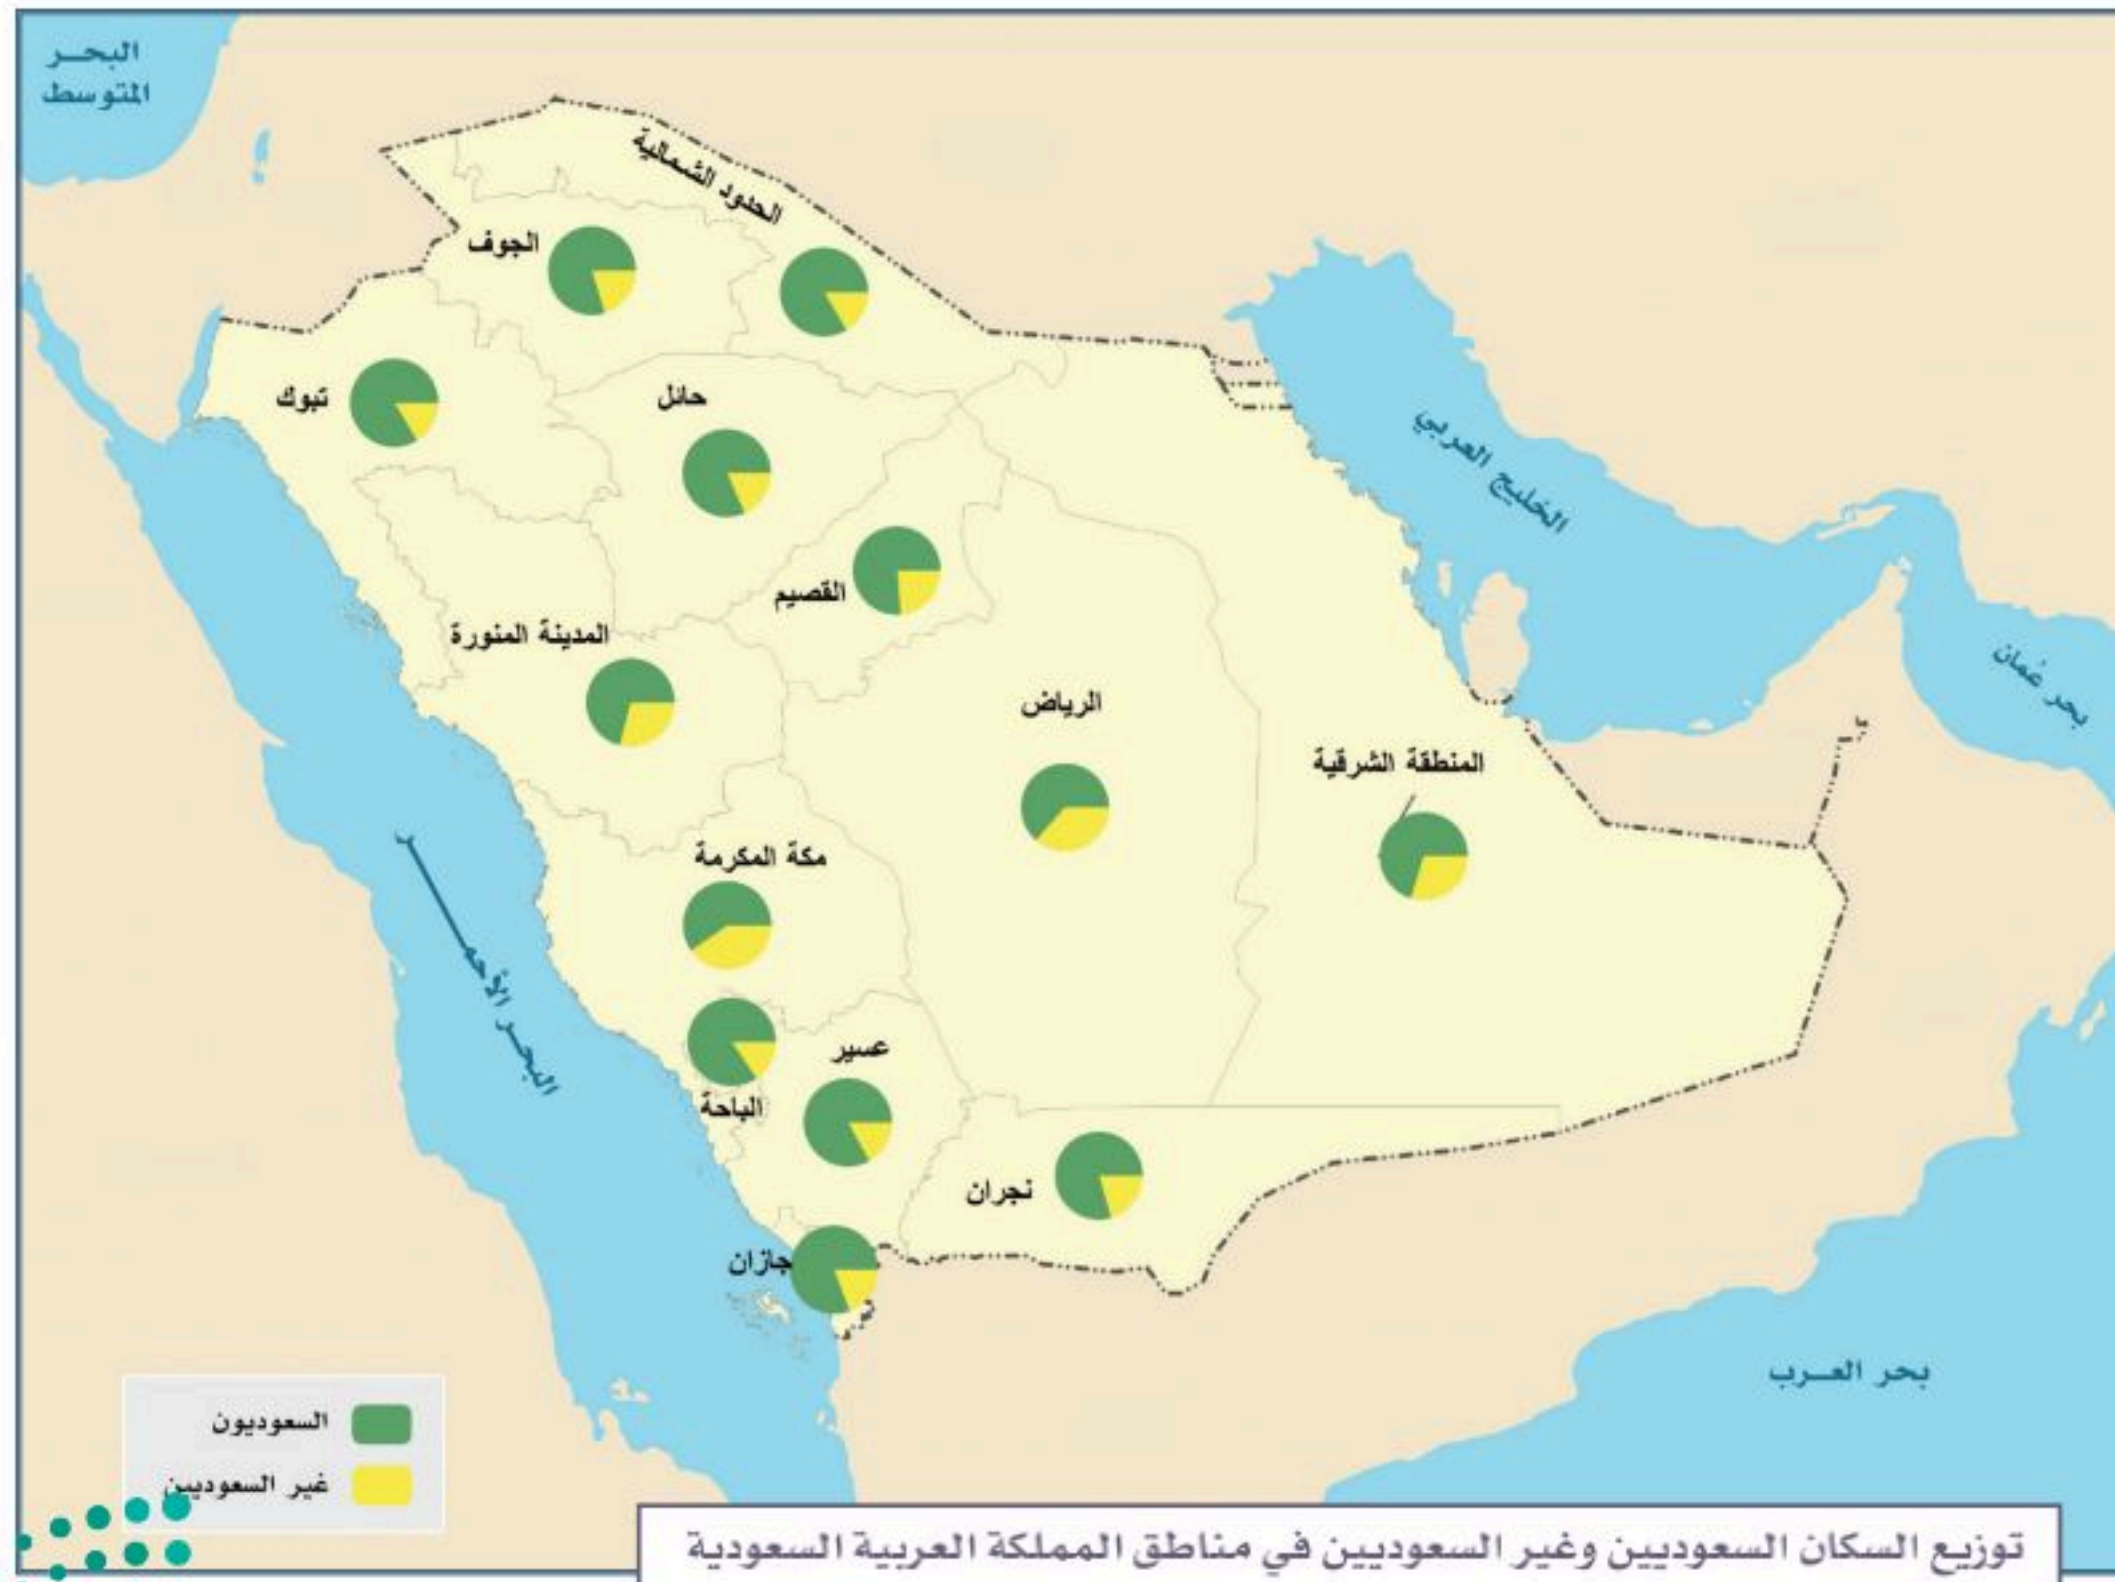 البحر
المتوسط
الحدود الشمالية
الجوف
تبوك
حائل
القصيم
الخليج العربي
المدينة المنورة
بحر عُمان
الرياض
المنطقة الشرقية
مكة المكرمة
البحر الأحمر
عسير
الباحة
نجران
جازان
بحر العرب
السعوديون
غير السعوديين
توزيع السكان السعوديين وغير السعوديين في مناطق المملكة العربية السعودية